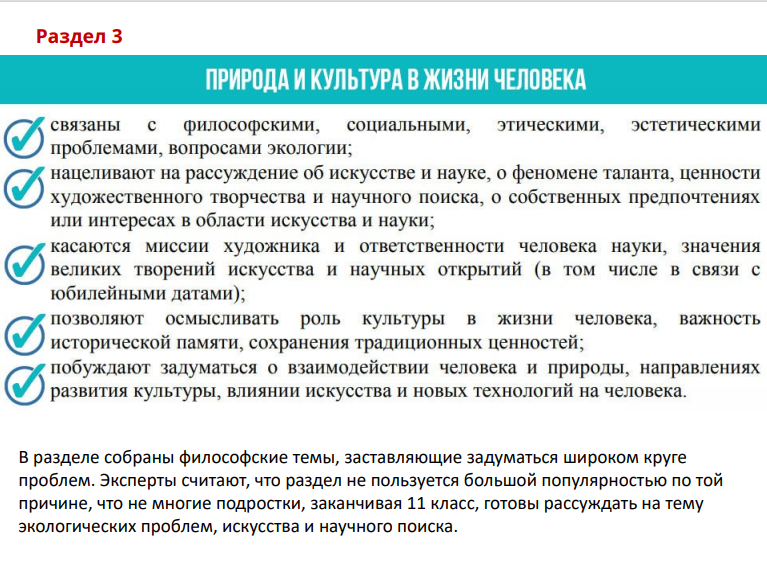 Раздел 3
ПРИРОДА И КУЛЬТУРА В ЖИЗНИ ЧЕЛОВЕКА
связаны с философскими, социальными, этическими, эстетическими
проблемами, вопросами экологии;
нацеливают на рассуждение об искусстве и науке, о феномене таланта, ценности
художественного творчества и научного поиска, о собственных предпочтениях
или интересах в области искусства и науки;
касаются миссии художника и ответственности человека науки, значения
великих творений искусства и научных открытий (в том числе в связи с
юбилейными датами);
позволяют осмысливать роль культуры в жизни человека, важность
исторической памяти, сохранения традиционных ценностей;
побуждают задуматься о взаимодействии человека и природы, направлениях
развития культуры, влиянии искусства и новых технологий на человека.
В разделе собраны философские темы, заставляющие задуматься широком круге
проблем. Эксперты считают, что раздел не пользуется большой популярностью по той
причине, что не многие подростки, заканчивая 11 класс, готовы рассуждать на тему
экологических проблем, искусства и научного поиска.